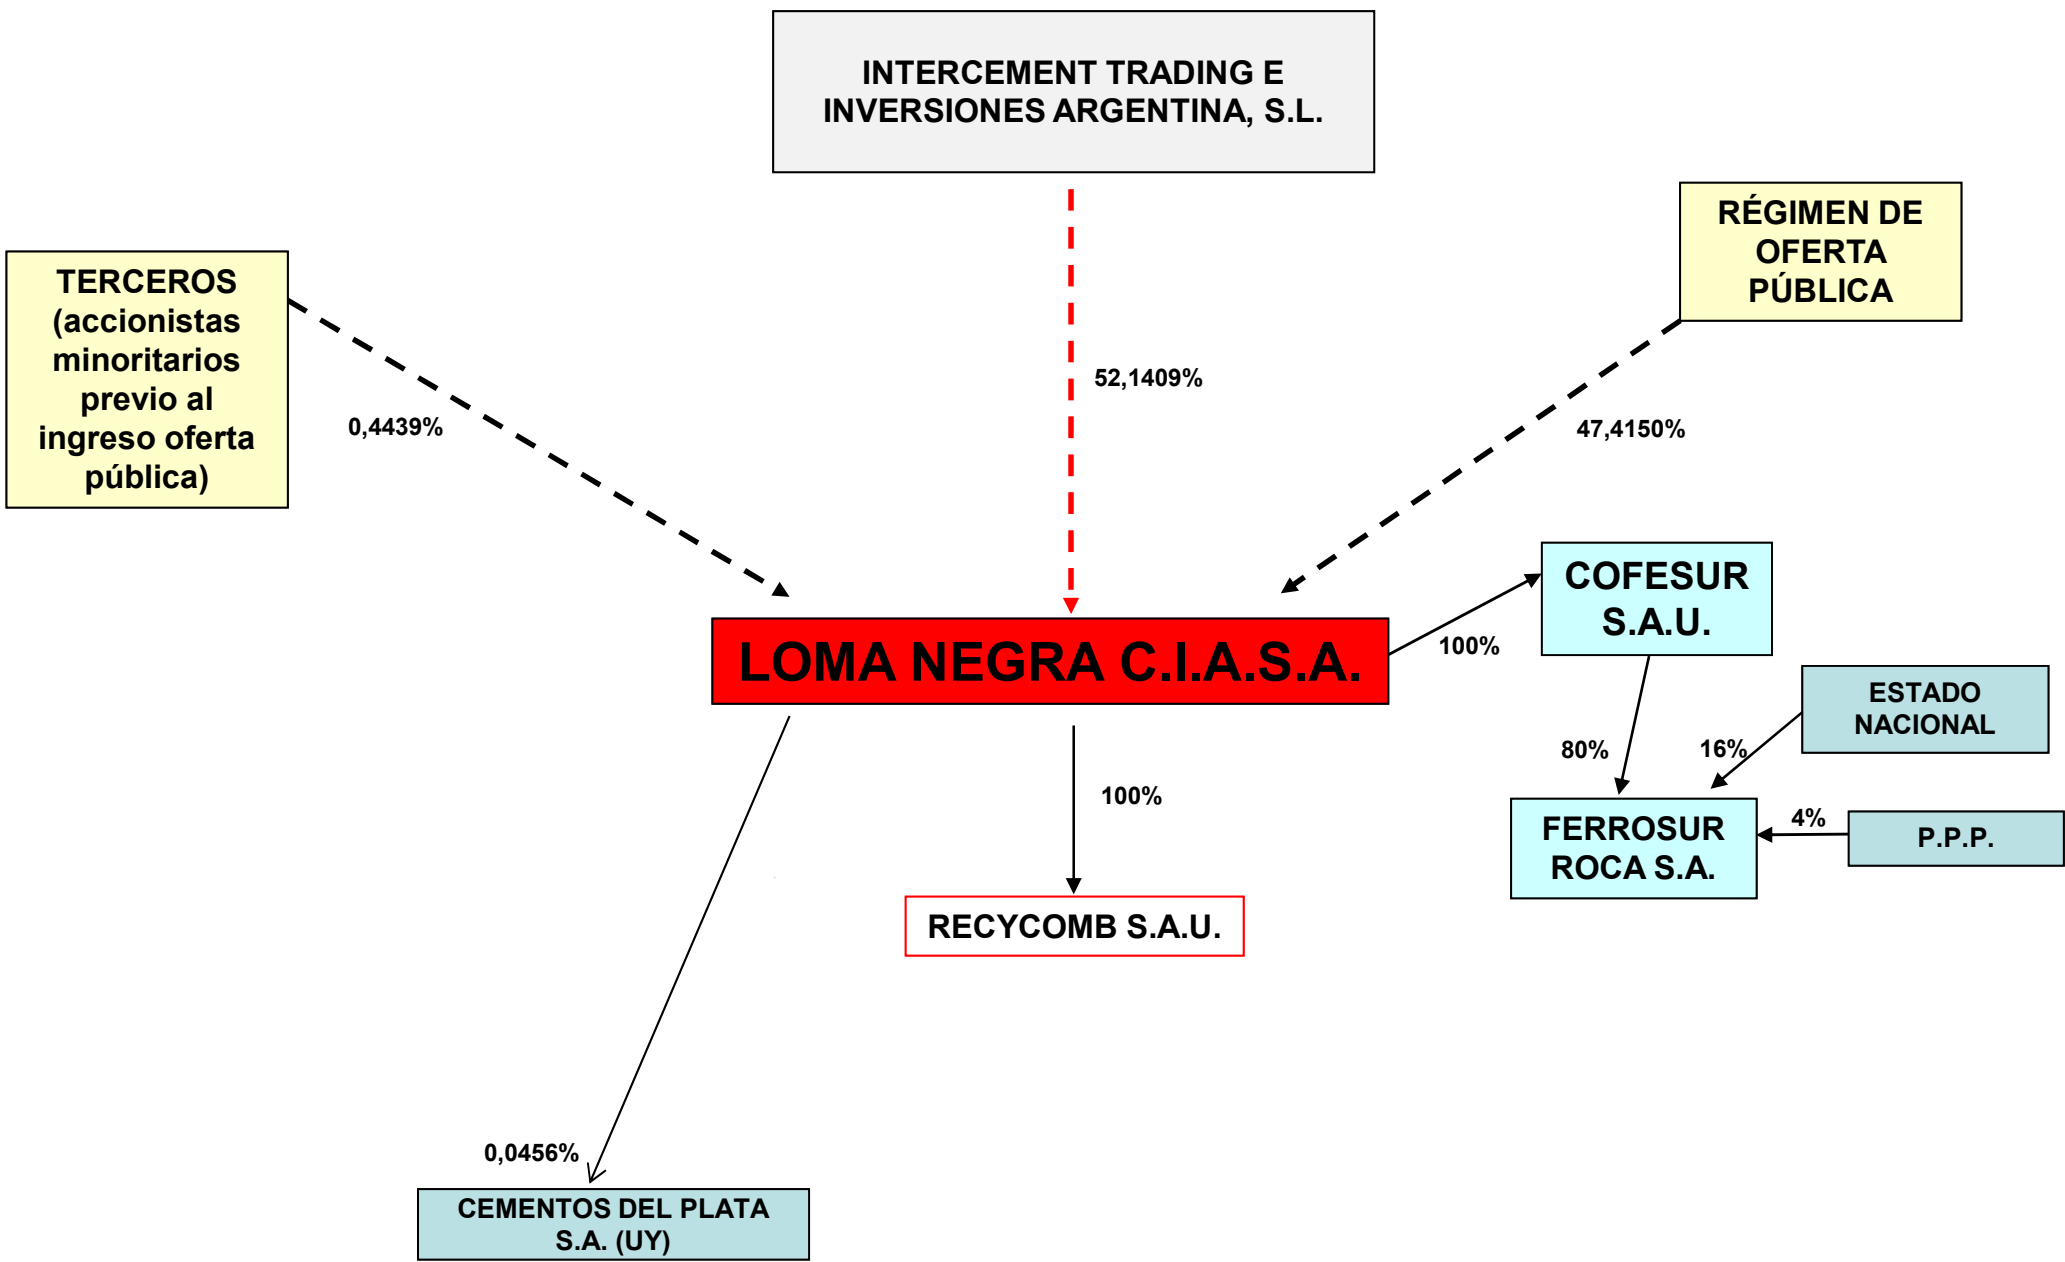 INTERCEMENT TRADING E
INVERSIONES ARGENTINA, S.L.
RÉGIMEN DE
OFERTA
PÚBLICA
TERCEROS
(accionistas
minoritarios
previo al
ingreso oferta
pública)
52,1409%
0,4439%
47,4150%
COFESUR
S.A.U.
LOMA NEGRA C.I.A.S.A.
100%
ESTADO
NACIONAL
80%
16%
100%
4%
FERROSUR
ROCA S.A.
P.P.P.
RECYCOMB S.A.U.
0,0456%
CEMENTOS DEL PLATA
S.A. (UY)